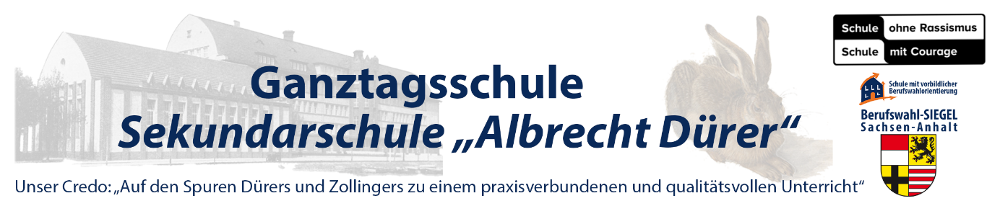 Ganztagsschule
Sekundarschule „Albrecht Dürer“
Unser Credo: „Auf den Spuren Dürers und Zollingers zu einem praxisverbundenen und qualitätsvollen Unterricht“
Schule ohne Rassismus
Schule mit Courage
Schule mit vorbildlicher
Berufswahlorientierung
Berufswahl-SIEGEL
Sachsen-Anhalt